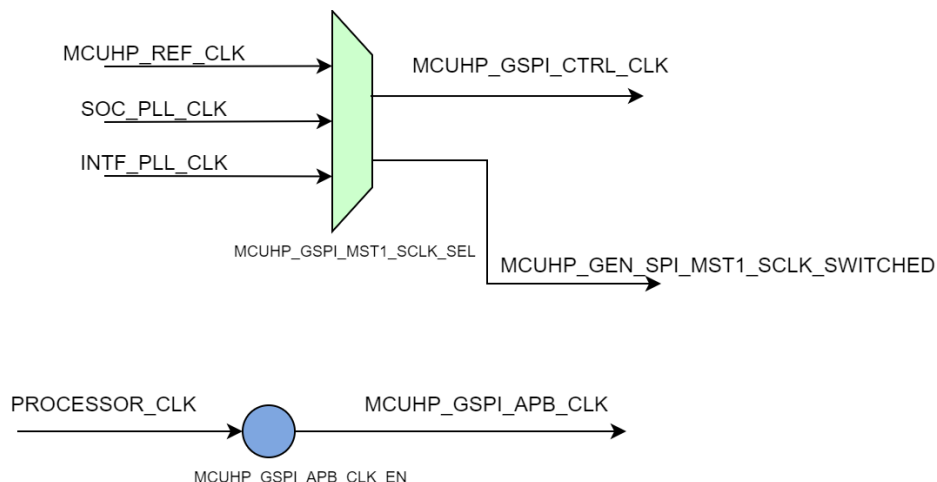 MCUHP_REF_CLK
MCUHP_GSPI_CTRL_CLK
SOC_PLL_CLK
INTF_PLL_CLK
MCUHP_GSPI_MST1_SCLK_SEL
MCUHP_GEN_SPI_MST1_SCLK_SWITCHED
PROCESSOR_CLK
MCUHP_GSPI_APB_CLK
MCUHP_GSPI_APB_CLK_EN